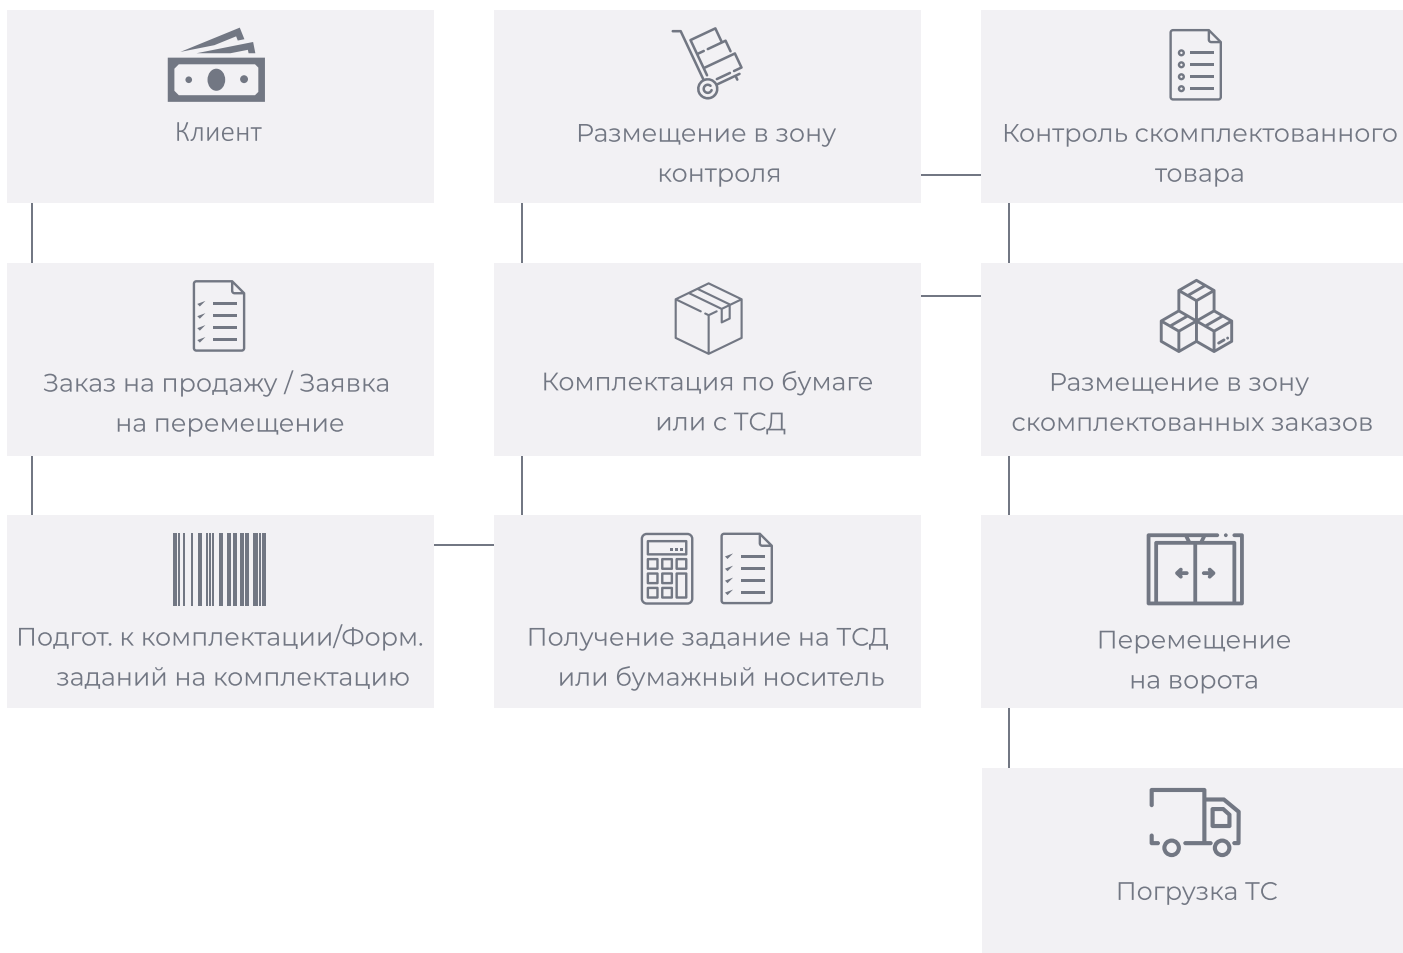 Клиент
Размещение в зону
контроля
Контроль скомплектованного
товара
Заказ на продажу / Заявка
на перемещение
Комплектация по бумаге
или с ТСД
Размещение в зону
скомплектованных заказов
Подгот. к комплектации/Форм.
заданий на комплектацию
Получение задание на ТСД
или бумажный носитель
Перемещение
на ворота
Погрузка ТС